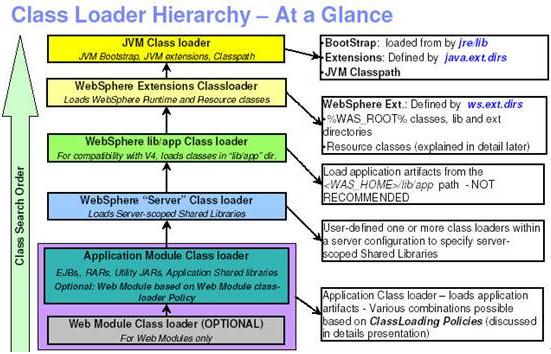 Class Loader Hierarchy – At a Glance
JVM Class loader
JVM Bootstrap, JVM extensions, Classpath
WebSphere Extensions Classloader
Loads WebSphere Runtime and Resource classes
WebSphere lib/app Class loader
For compatibility with V4, loads classes in "lib/app" dir.
WebSphere "Server" Class loader
Loads Server-scoped Shared Libraries
Application Module Class loader
EJBs,, RARs, Utility JARs, Application Shared libraries
Optional: Web Module based on Web Module class-
loader Policy
Web Module Class loader (OPTIONAL)
For Web Modules only
Class Search Order
•BootStrap: loaded from by jre/lib
•Extensions: Defined by java.ext.dirs
•JVM Classpath
WebSphere Ext.: Defined by ws.ext.dirs
•%WAS_ROOT% classes, lib and ext
directories
•Resource classes (explained in detail later)
Load application artifacts from the
<WAS_HOME>/lib/app path - NOT
RECOMMENDED
User-defined one or more class loaders within
a server configuration to specify server-
scoped Shared Libraries
Application Class loader – loads application
artifacts - Various combinations possible
based on ClassLoading Policies (discussed
in details presentation)